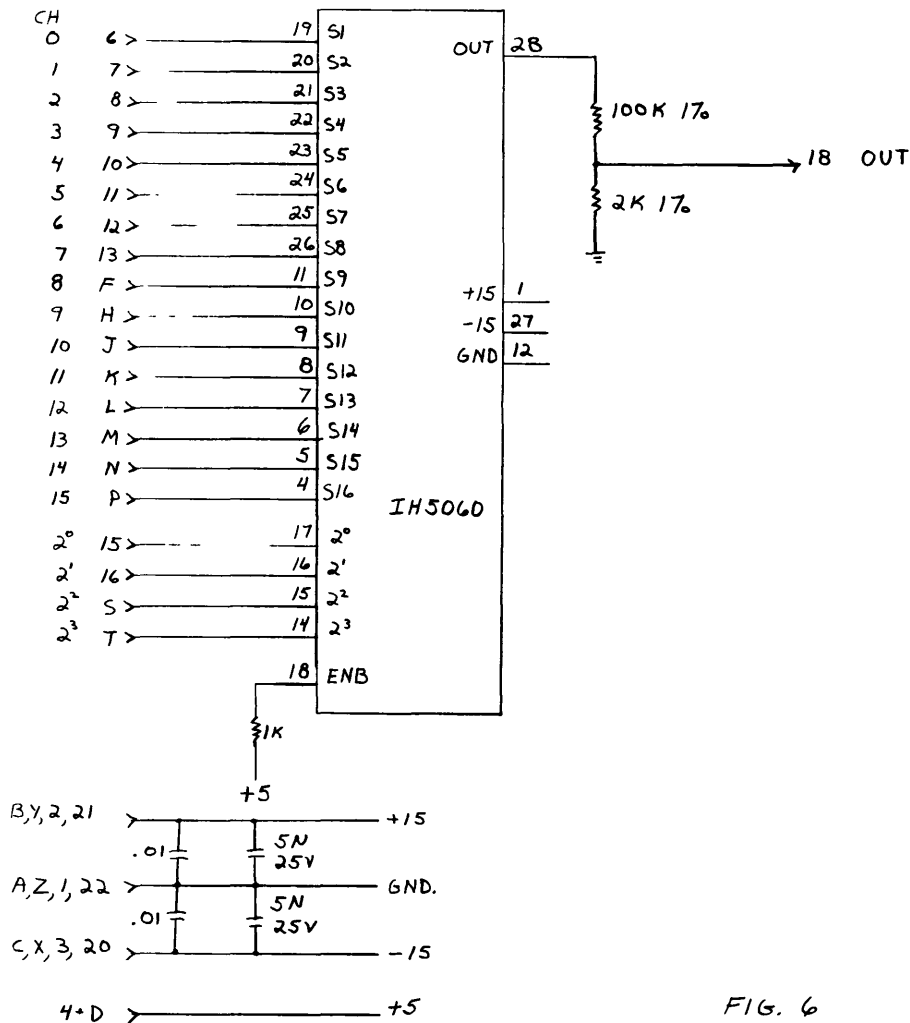 CH
0 6 > 19 S1
1 7 > 20 S2
2 8 > 21 S3
3 9 > 22 S4
4 10 > 23 S5
5 11 > 24 S6
6 12 > 25 S7
7 13 > 26 S8
8 F > 11 S9
9 H > 10 S10
10 J > 9 S11
11 K > 8 S12
12 L > 7 S13
13 M > 6 S14
14 N > 5 S15
15 P > 4 S16
2⁰ 15 > 17 2⁰
2¹ 16 > 16 2¹
2² S > 15 2²
2³ T > 14 2³
18 ENB
1K
+5
OUT 28
100K 1%
18 OUT
2K 1%
+15 1
-15 27
GND 12
IH5060
B,Y,2,21 > +15
.01 5N
25V
A,Z,1,22 > GND.
.01 5N
25V
C,X,3,20 > -15
4+D > +5
FIG. 6